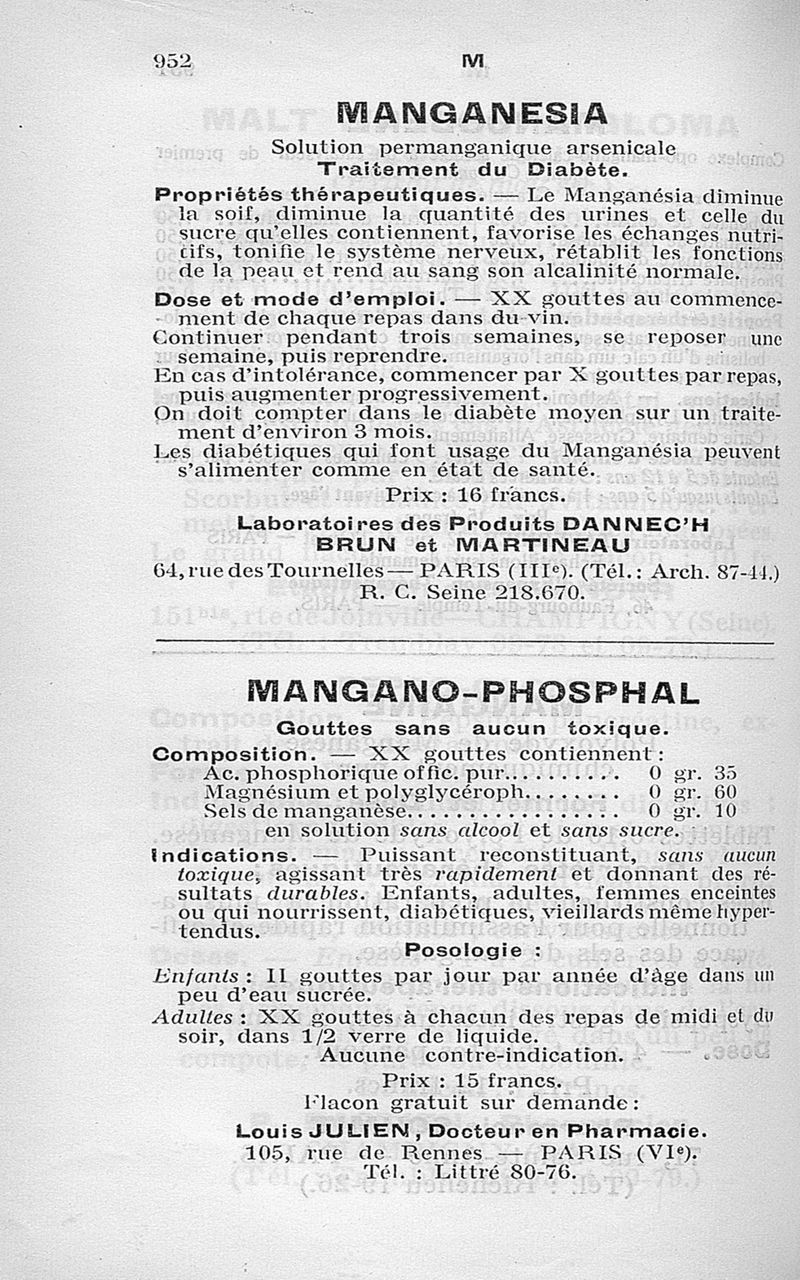 952
M
MANGANESIA
Solution permanganique arsenicale
Traitement du Diabète.
Propriétés thérapeutiques. — Le Manganésia diminue
la soif, diminue la quantité des urines et celle du
sucre qu'elles contiennent, favorise les échanges nutri-
tifs, tonifie le système nerveux, rétablit les fonctions
de la peau et rend au sang son alcalinité normale.
Dose et mode d'emploi. — XX gouttes au commence-
ment de chaque repas dans du vin.
Continuer pendant trois semaines, se reposer une
semaine, puis reprendre.
En cas d'intolérance, commencer par X gouttes par repas,
puis augmenter progressivement.
On doit compter dans le diabète moyen sur un traite-
ment d'environ 3 mois.
Les diabétiques qui font usage du Manganésia peuvent
s'alimenter comme en état de santé.
Prix : 16 francs.
Laboratoires des Produits DANNEC'H
BRUN et MARTINEAU
64, rue des Tournelles — PARIS (IIIe). (Tél. : Arch. 87-44.)
R. C. Seine 218.670.
MANGANO-PHOSPHAL
Gouttes sans aucun toxique.
Composition. — XX gouttes contiennent :
Ac. phosphorique offic. pur.......... 0 gr. 35
Magnésium et polyglycéroph........ 0 gr. 60
Sels de manganèse.................. 0 gr. 10
en solution sans alcool et sans sucre.
Indications. — Puissant reconstituant, sans aucun
toxique, agissant très rapidement et donnant des ré-
sultats durables. Enfants, adultes, femmes enceintes
ou qui nourrissent, diabétiques, vieillards même hyper-
tendus.
Posologie :
Enfants : II gouttes par jour par année d'âge dans un
peu d'eau sucrée.
Adultes : XX gouttes à chacun des repas de midi et du
soir, dans 1/2 verre de liquide.
Aucune contre-indication.
Prix : 15 francs.
Flacon gratuit sur demande :
Louis JULIEN, Docteur en Pharmacie.
105, rue de Rennes — PARIS (VIe).
Tél. : Littré 80-76.